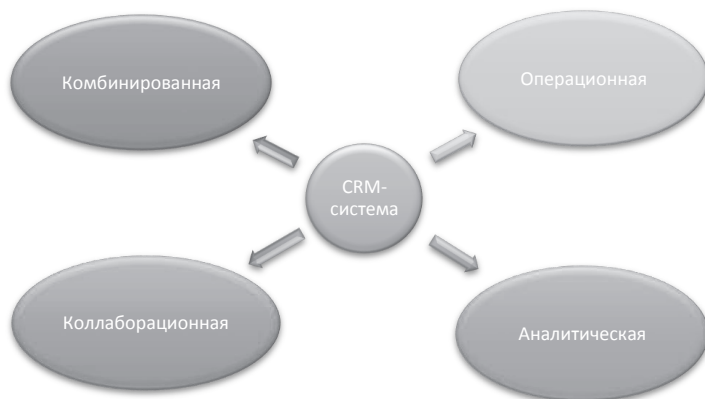 Комбинированная
Операционная
CRM-
система
Коллаборационная
Аналитическая